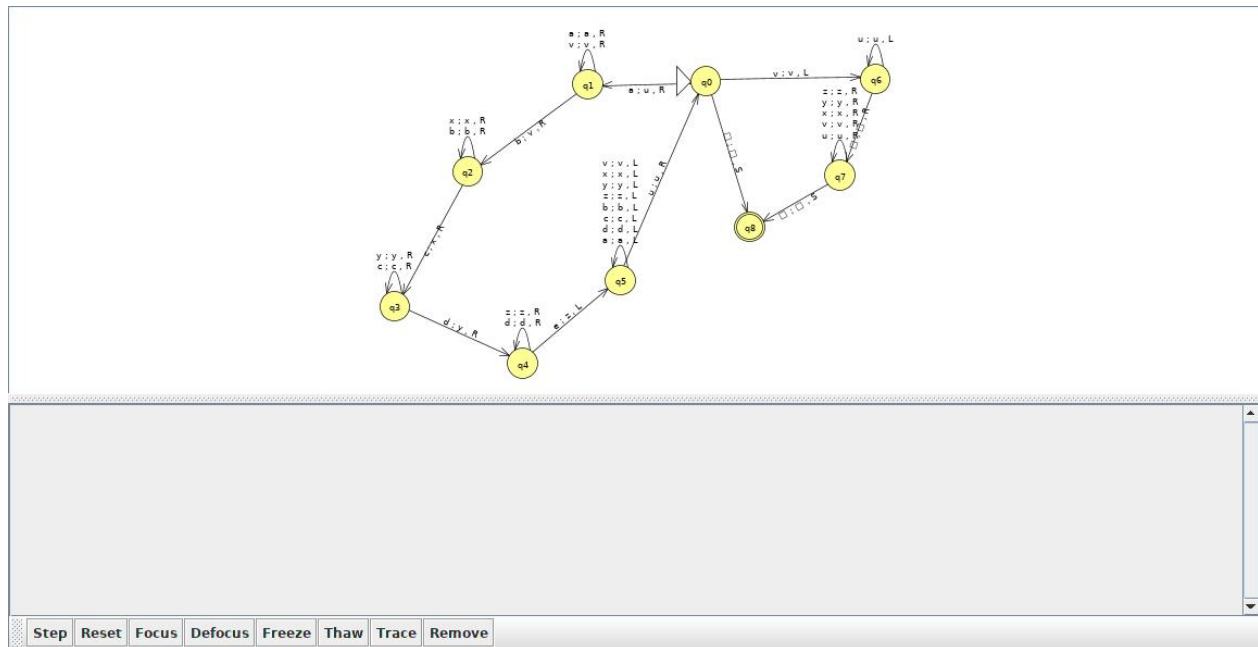 a ; a , R
v ; v , R
q1
a ; u , R
q0
v ; v , L
u ; u , L
q6
z ; z , R
y ; y , R
x ; x , R
v ; v , R
u ; u , R
□ ; □ , R
q7
x ; x , R
b ; b , R
q2
b ; v , R
□ ; □ , S
□ ; □ , S
q8
v ; v , L
x ; x , L
y ; y , L
z ; z , L
b ; b , L
c ; c , L
d ; d , L
a ; a , L
q5
u ; u , R
c ; x , R
y ; y , R
c ; c , R
q3
d ; y , R
z ; z , R
d ; d , R
q4
e ; z , L
Step Reset Focus Defocus Freeze Thaw Trace Remove